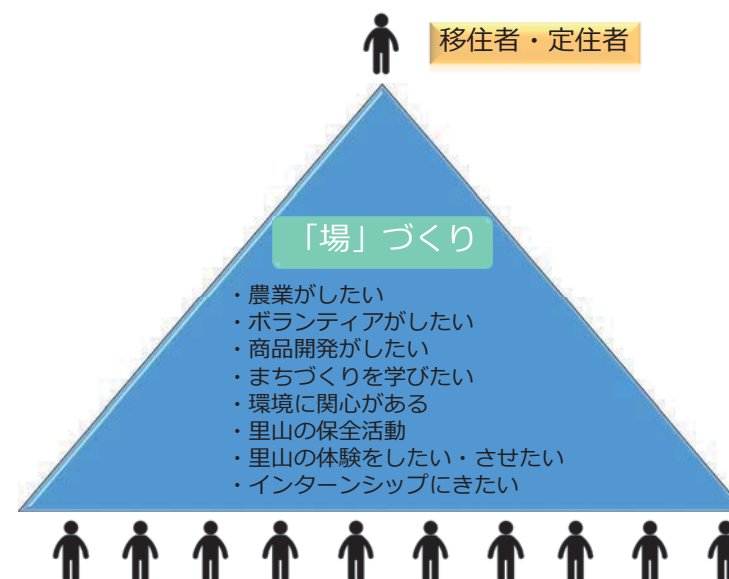 移住者・定住者
「場」づくり
・農業がしたい
・ボランティアがしたい
・商品開発がしたい
・まちづくりを学びたい
・環境に関心がある
・里山の保全活動
・里山の体験をしたい・させたい
・インターンシップにきたい